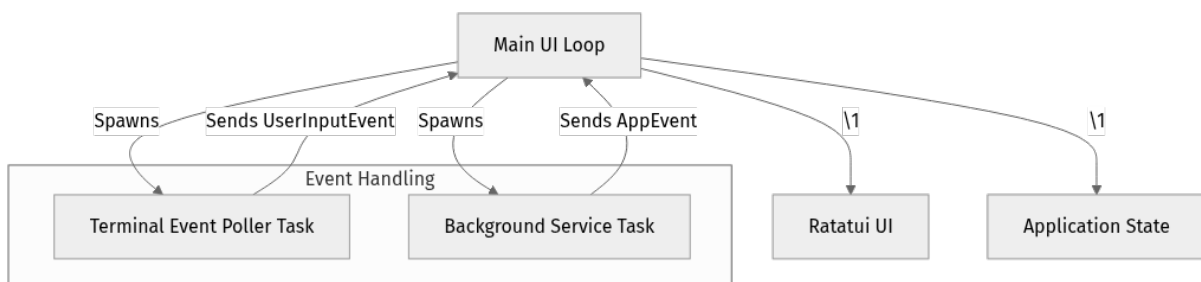 Main UI Loop
Spawns
Sends UserInputEvent
Spawns
Sends AppEvent
\1
\1
Event Handling
Terminal Event Poller Task
Background Service Task
Ratatui UI
Application State